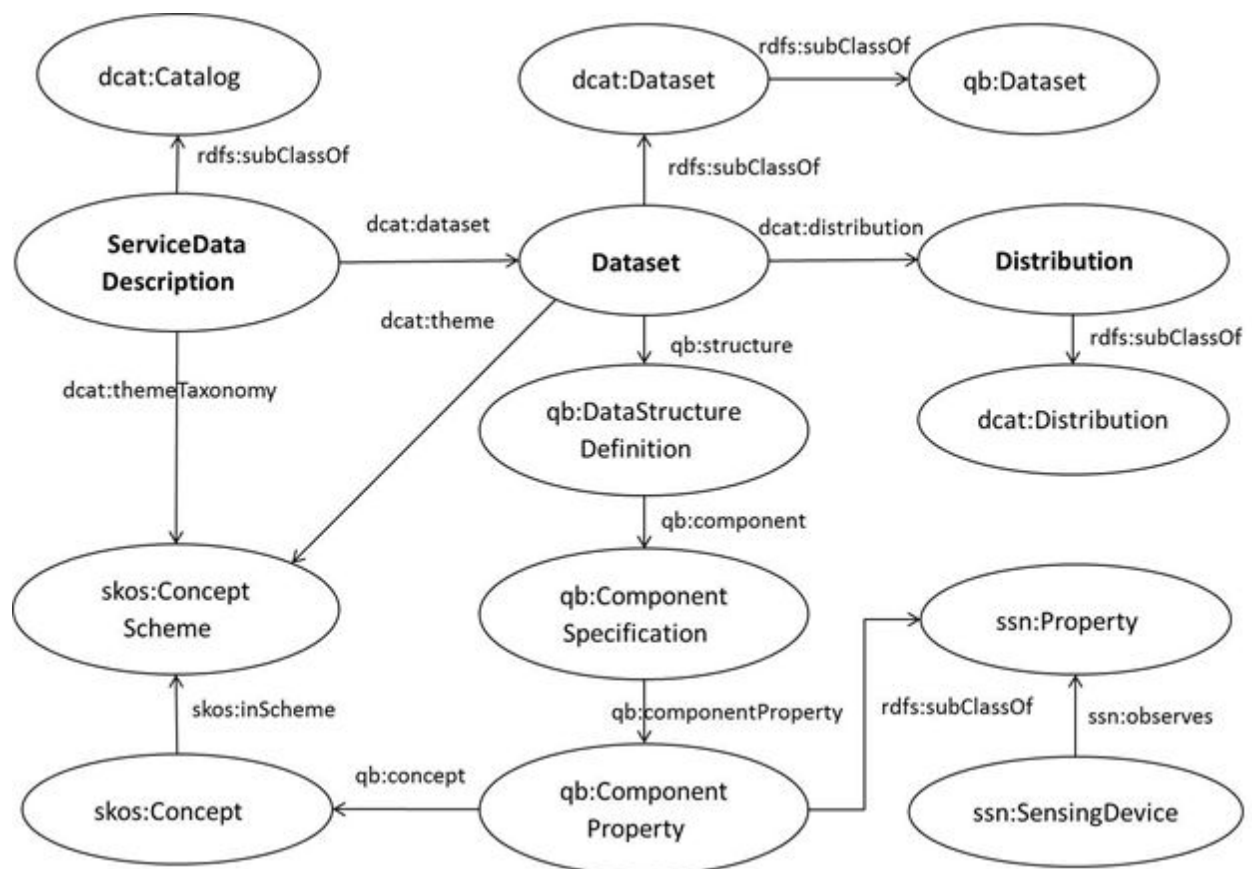 rdfs:subClassOf
dcat:Catalog
dcat:Dataset
qb:Dataset
rdfs:subClassOf
rdfs:subClassOf
dcat:dataset
dcat:distribution
ServiceData
Description
Dataset
Distribution
dcat:theme
qb:structure
rdfs:subClassOf
dcat:themeTaxonomy
qb:DataStructure
Definition
dcat:Distribution
qb:component
skos:Concept
Scheme
qb:Component
Specification
ssn:Property
skos:inScheme
qb:componentProperty
rdfs:subClassOf
ssn:observes
qb:concept
skos:Concept
qb:Component
Property
ssn:SensingDevice